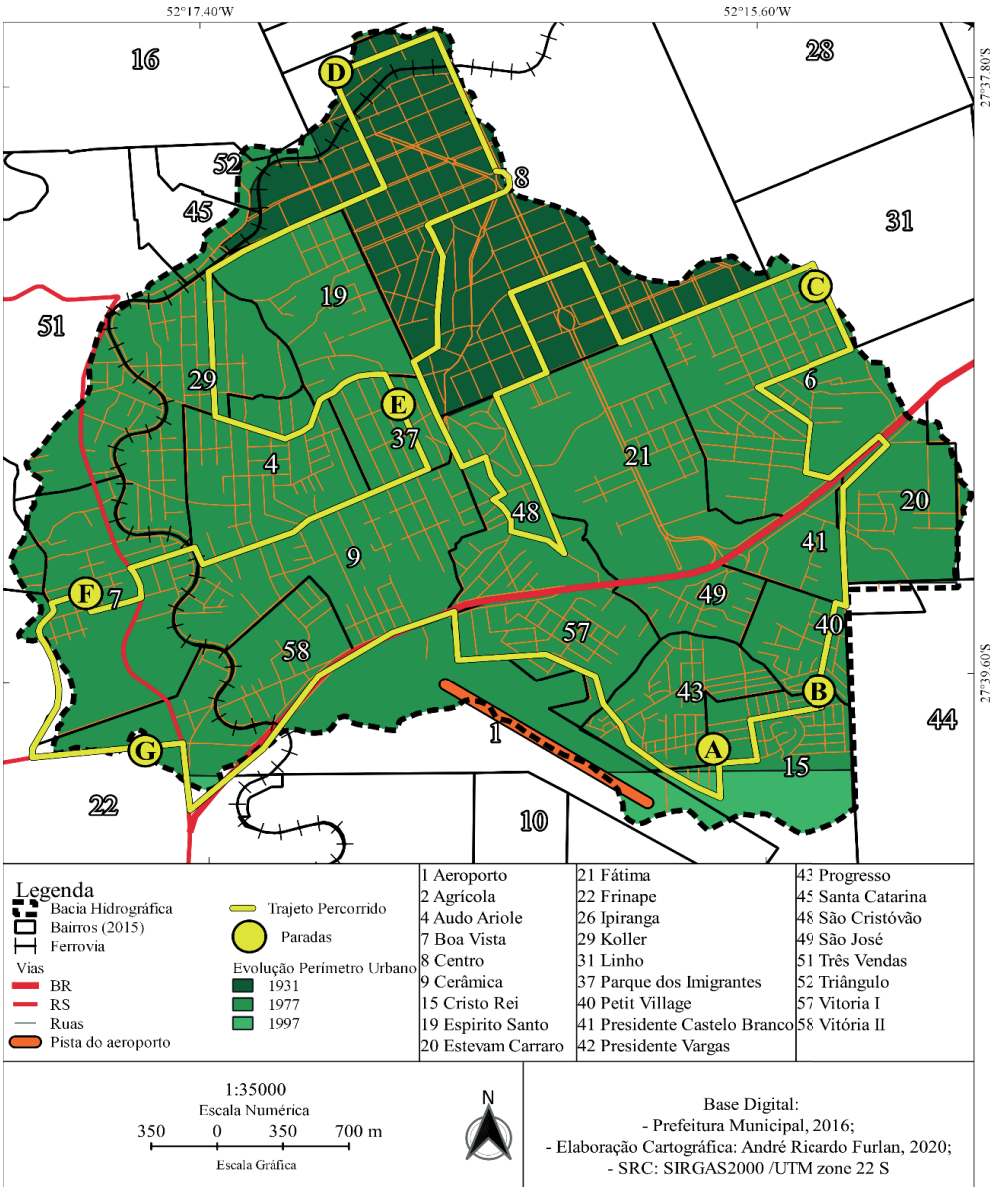 52°17.40'W
52°15.60'W
27°37.80'S
27°39.60'S
16
28
D
52
8
45
31
C
19
51
29
6
E
37
4
21
20
48
9
41
F
7
49
40
57
58
43
B
44
1
A
G
15
22
10
Legenda
Bacia Hidrográfica
Bairros (2015)
Ferrovia
Vias
BR
RS
Ruas
Pista do aeroporto
Trajeto Percorrido
Paradas
Evolução Perímetro Urbano
1931
1977
1997
1 Aeroporto
2 Agrícola
4 Audo Ariole
7 Boa Vista
8 Centro
9 Cerâmica
15 Cristo Rei
19 Espirito Santo
20 Estevam Carraro
21 Fátima
22 Frinape
26 Ipiranga
29 Koller
31 Linho
37 Parque dos Imigrantes
40 Petit Village
41 Presidente Castelo Branco
42 Presidente Vargas
43 Progresso
45 Santa Catarina
48 São Cristóvão
49 São José
51 Três Vendas
52 Triângulo
57 Vitoria I
58 Vitória II
1:35000
Escala Numérica
350 0 350 700 m
Escala Gráfica
N
Base Digital:
- Prefeitura Municipal, 2016;
- Elaboração Cartográfica: André Ricardo Furlan, 2020;
- SRC: SIRGAS2000 /UTM zone 22 S